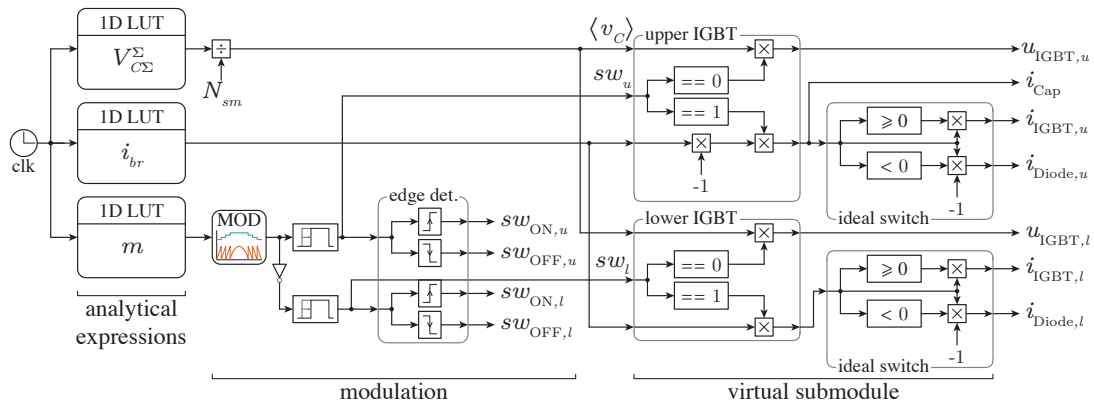 1D LUT
V_{CΣ}^{Σ}
÷
N_{sm}
⟨v_C⟩
upper IGBT
×
u_{IGBT,u}
sw_u
== 0
== 1
i_{Cap}
clk
1D LUT
i_{br}
×
×
-1
⩾ 0
×
i_{IGBT,u}
< 0
×
i_{Diode,u}
-1
ideal switch
1D LUT
m
MOD
edge det.
sw_{ON,u}
sw_{OFF,u}
sw_{ON,l}
sw_{OFF,l}
lower IGBT
×
u_{IGBT,l}
sw_l
== 0
== 1
×
⩾ 0
×
i_{IGBT,l}
< 0
×
i_{Diode,l}
-1
ideal switch
analytical
expressions
modulation
virtual submodule